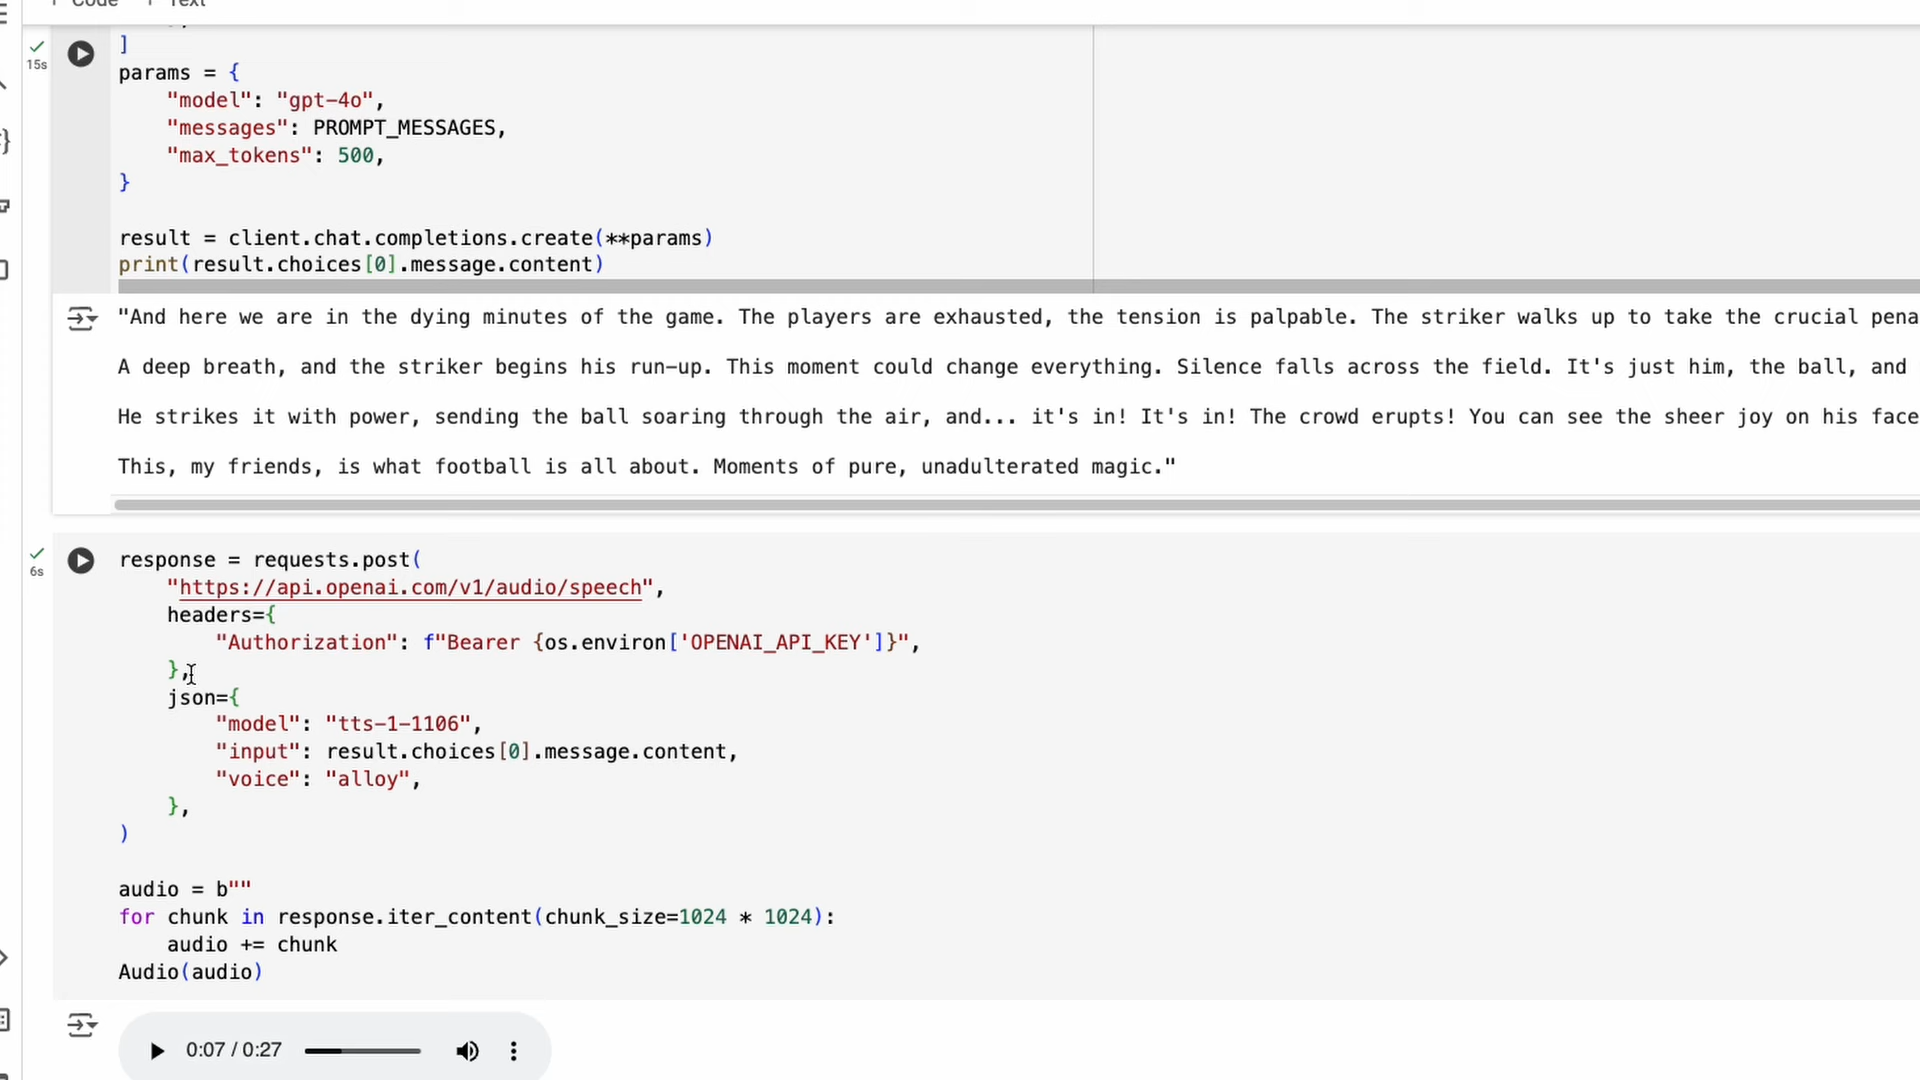 + Code + Text
]
15s
params = {
"model": "gpt-4o",
"messages": PROMPT_MESSAGES,
"max_tokens": 500,
}
result = client.chat.completions.create(**params)
print(result.choices[0].message.content)
"And here we are in the dying minutes of the game. The players are exhausted, the tension is palpable. The striker walks up to take the crucial pena
A deep breath, and the striker begins his run-up. This moment could change everything. Silence falls across the field. It's just him, the ball, and
He strikes it with power, sending the ball soaring through the air, and... it's in! It's in! The crowd erupts! You can see the sheer joy on his face
This, my friends, is what football is all about. Moments of pure, unadulterated magic."
6s
response = requests.post(
"https://api.openai.com/v1/audio/speech",
headers={
"Authorization": f"Bearer {os.environ['OPENAI_API_KEY']}",
},
json={
"model": "tts-1-1106",
"input": result.choices[0].message.content,
"voice": "alloy",
},
)
audio = b""
for chunk in response.iter_content(chunk_size=1024 * 1024):
audio += chunk
Audio(audio)
0:07 / 0:27